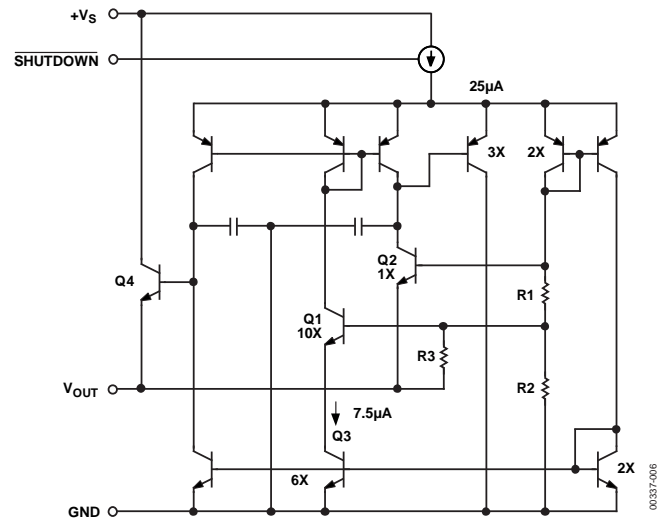 +VS
SHUTDOWN
25µA
3X
2X
Q4
Q2
1X
R1
Q1
10X
R3
R2
VOUT
7.5µA
Q3
6X
2X
GND
00337-006